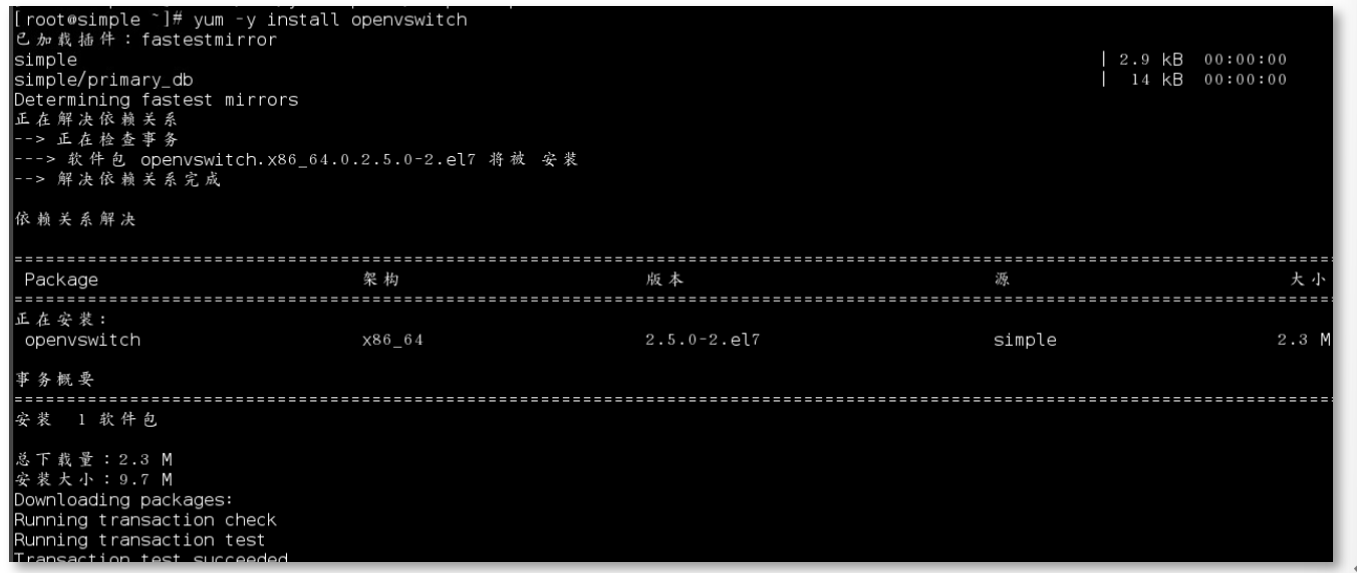 [root@simple ~]# yum -y install openvswitch
已加载插件：fastestmirror
simple | 2.9 kB 00:00:00
simple/primary_db | 14 kB 00:00:00
Determining fastest mirrors
正在解决依赖关系
--> 正在检查事务
---> 软件包 openvswitch.x86_64.0.2.5.0-2.el7 将被 安装
--> 解决依赖关系完成
依赖关系解决
================================================================================
Package 架构 版本 源 大小
================================================================================
正在安装:
openvswitch x86_64 2.5.0-2.el7 simple 2.3 M
事务概要
================================================================================
安装 1 软件包
总下载量：2.3 M
安装大小：9.7 M
Downloading packages:
Running transaction check
Running transaction test
Transaction test succeeded